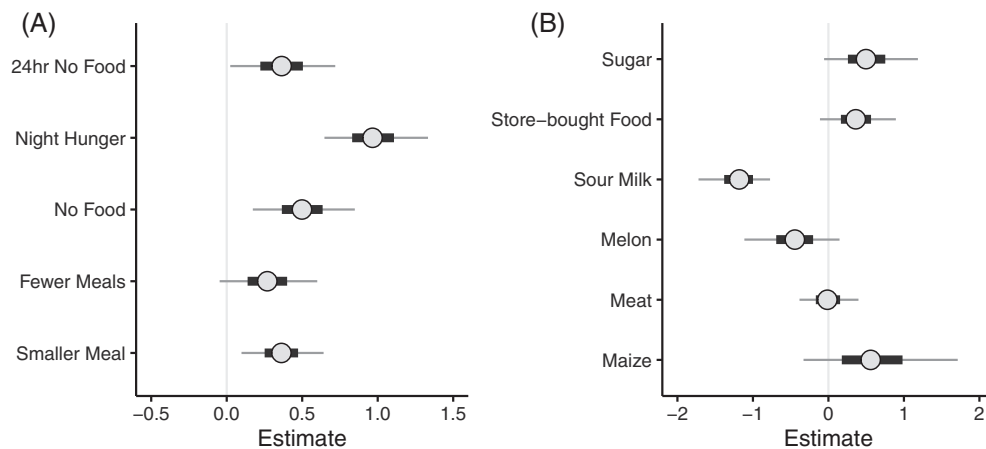 (A)
24hr No Food
Night Hunger
No Food
Fewer Meals
Smaller Meal
−0.5 0.0 0.5 1.0 1.5
Estimate
(B)
Sugar
Store−bought Food
Sour Milk
Melon
Meat
Maize
−2 −1 0 1 2
Estimate